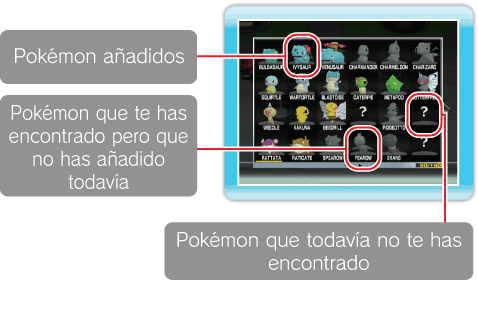 Pokémon añadidos
Pokémon que te has
encontrado pero que
no has añadido
todavía
BULBASAUR IVYSAUR VENUSAUR CHARMANDER CHARMELEON CHARIZARD
SQUIRTLE WARTORTLE BLASTOISE CATERPIE METAPOD BUTTERFREE
?
?
WEEDLE KAKUNA BEEDRILL PIDGEOTTO
?
RATTATA RATICATE SPEAROW FEAROW EKANS
Pokémon que todavía no te has
encontrado